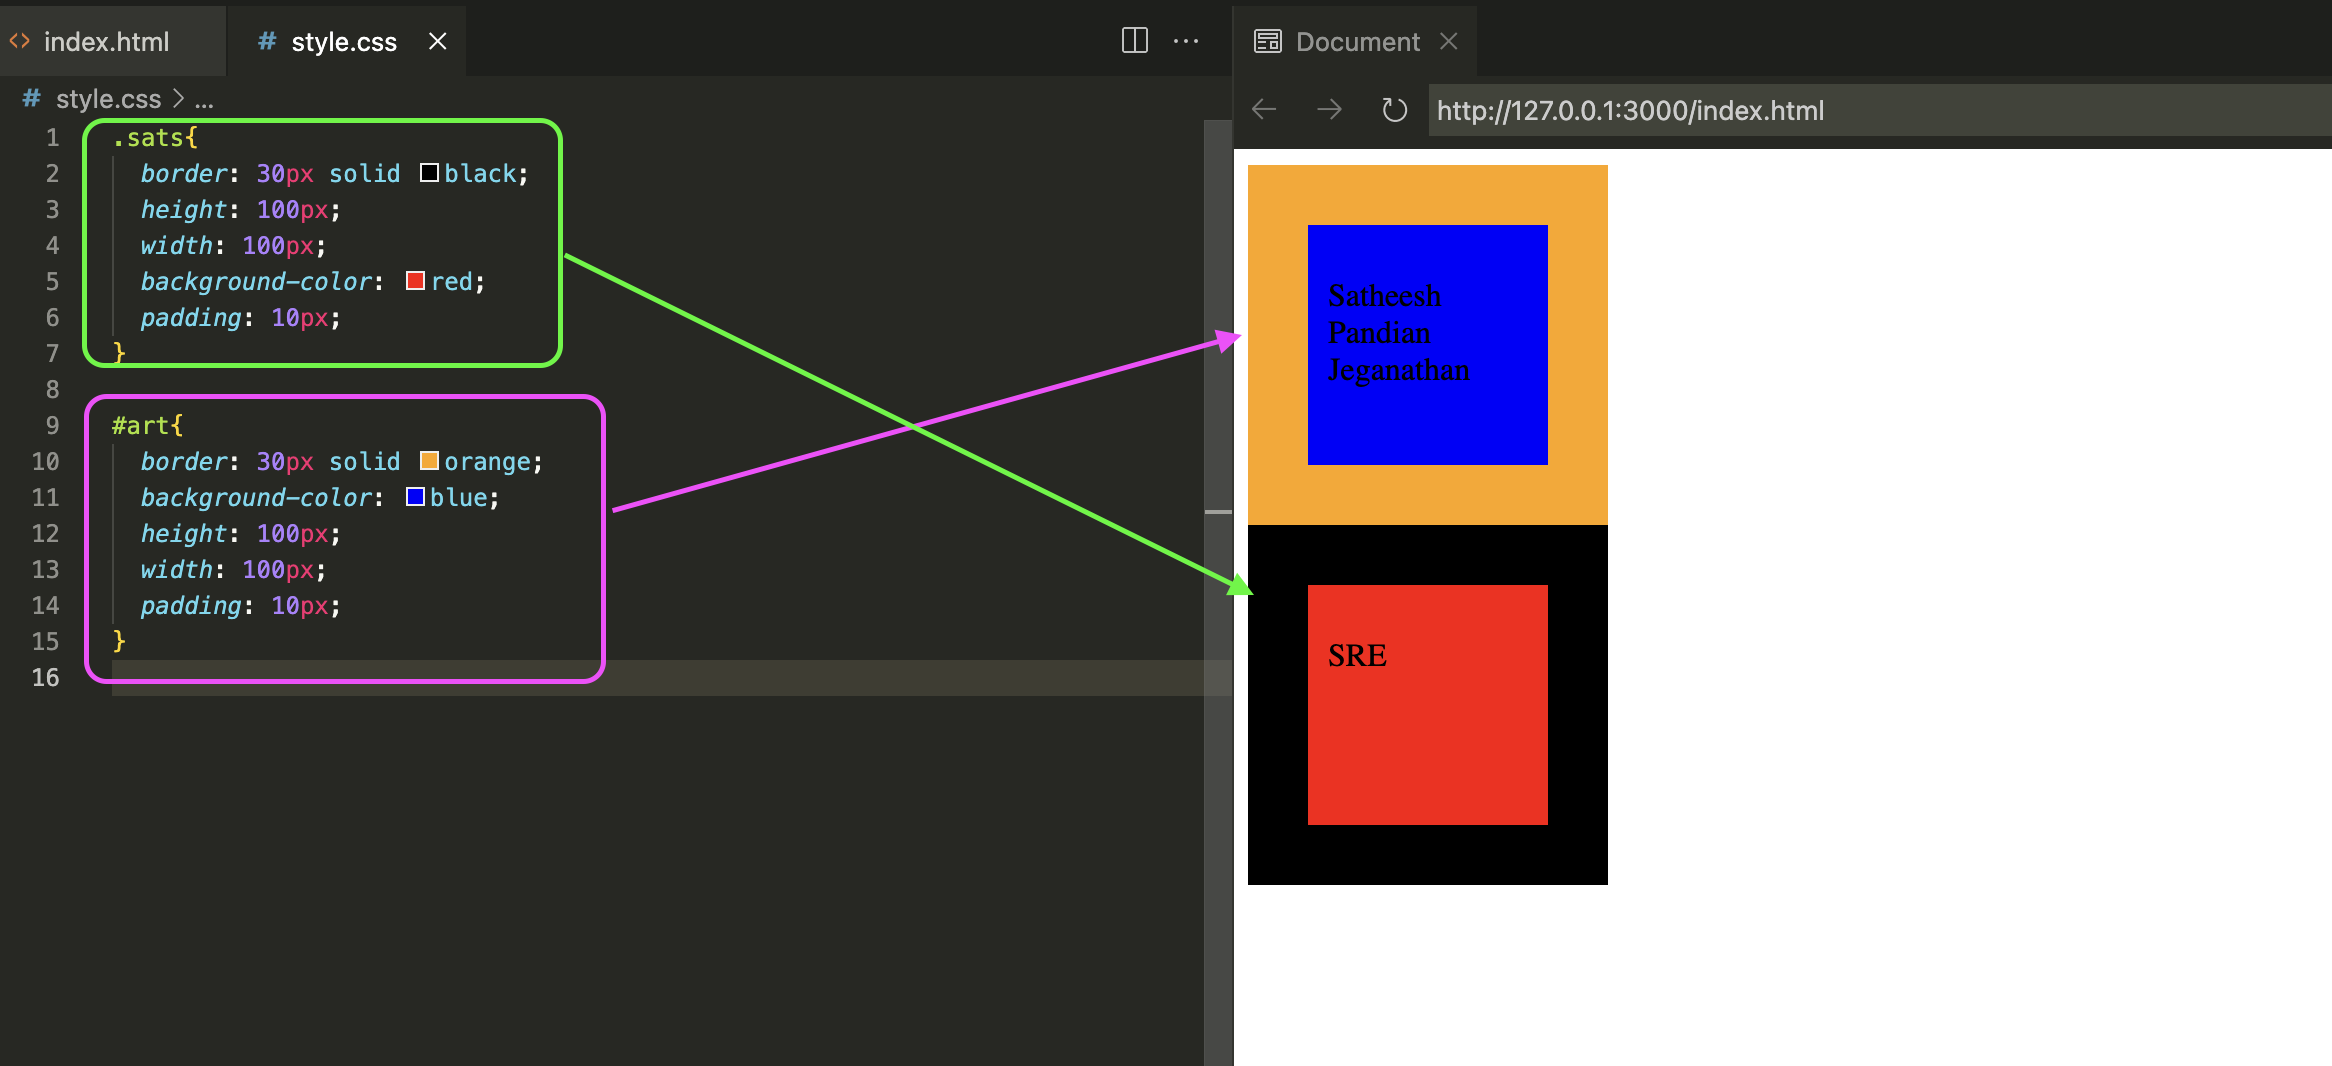 index.html
# style.css
style.css > ...
1 .sats{
2 border: 30px solid black;
3 height: 100px;
4 width: 100px;
5 background-color: red;
6 padding: 10px;
7 }
8
9 #art{
10 border: 30px solid orange;
11 background-color: blue;
12 height: 100px;
13 width: 100px;
14 padding: 10px;
15 }
16
Document
http://127.0.0.1:3000/index.html
Satheesh
Pandian
Jeganathan
SRE